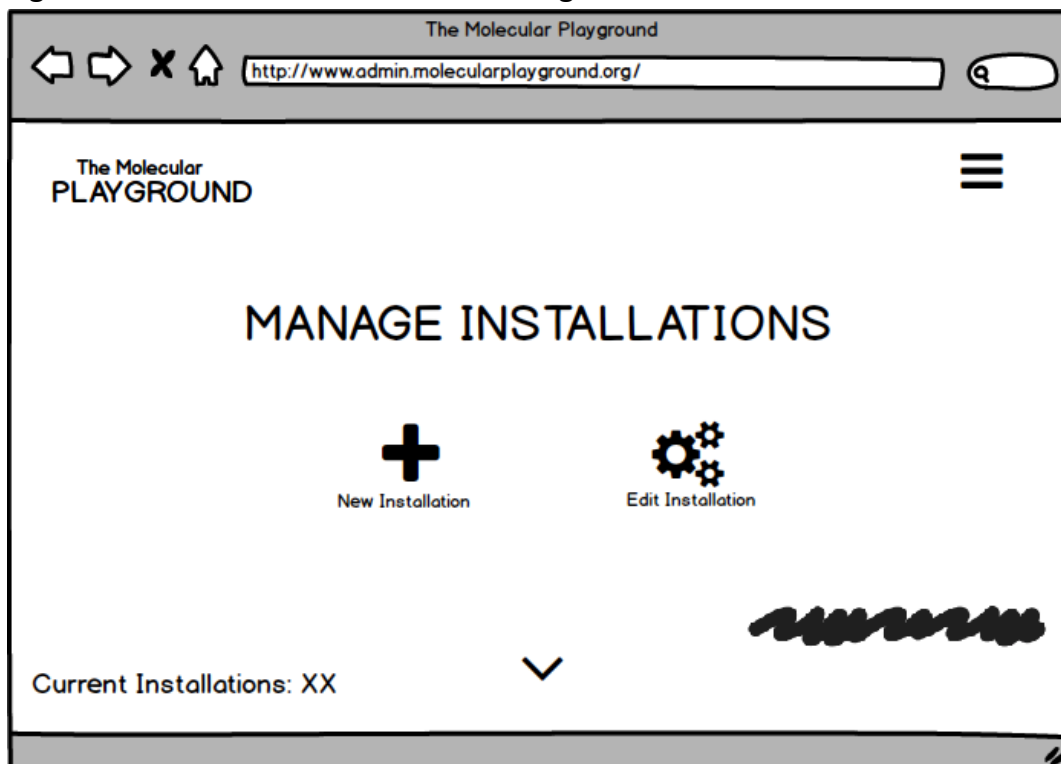 The Molecular Playground
http://www.admin.molecularplayground.org/
The Molecular
PLAYGROUND
MANAGE INSTALLATIONS
New Installation
Edit Installation
Current Installations: XX